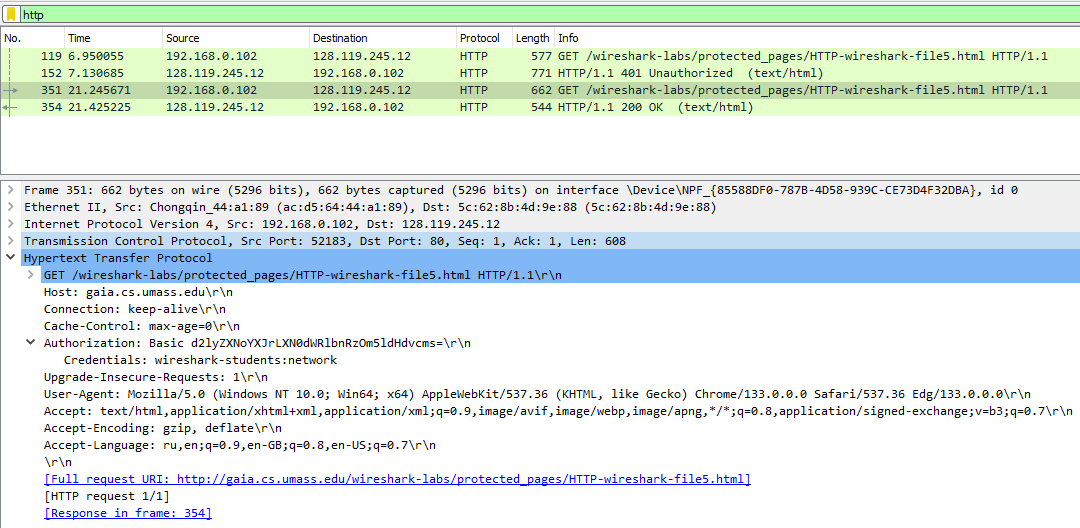 http
No. Time Source Destination Protocol Length Info
119 6.950055 192.168.0.102 128.119.245.12 HTTP 577 GET /wireshark-labs/protected_pages/HTTP-wireshark-file5.html HTTP/1.1
152 7.130685 128.119.245.12 192.168.0.102 HTTP 771 HTTP/1.1 401 Unauthorized (text/html)
351 21.245671 192.168.0.102 128.119.245.12 HTTP 662 GET /wireshark-labs/protected_pages/HTTP-wireshark-file5.html HTTP/1.1
354 21.425225 128.119.245.12 192.168.0.102 HTTP 544 HTTP/1.1 200 OK (text/html)
Frame 351: 662 bytes on wire (5296 bits), 662 bytes captured (5296 bits) on interface \Device\NPF_{85588DF0-787B-4D58-939C-CE73D4F32DBA}, id 0
Ethernet II, Src: Chongqin_44:a1:89 (ac:d5:64:44:a1:89), Dst: 5c:62:8b:4d:9e:88 (5c:62:8b:4d:9e:88)
Internet Protocol Version 4, Src: 192.168.0.102, Dst: 128.119.245.12
Transmission Control Protocol, Src Port: 52183, Dst Port: 80, Seq: 1, Ack: 1, Len: 608
Hypertext Transfer Protocol
GET /wireshark-labs/protected_pages/HTTP-wireshark-file5.html HTTP/1.1\r\n
Host: gaia.cs.umass.edu\r\n
Connection: keep-alive\r\n
Cache-Control: max-age=0\r\n
Authorization: Basic d2lyZXNoYXJrLXN0dWRlbnRzOm5ldHdvcms=\r\n
Credentials: wireshark-students:network
Upgrade-Insecure-Requests: 1\r\n
User-Agent: Mozilla/5.0 (Windows NT 10.0; Win64; x64) AppleWebKit/537.36 (KHTML, like Gecko) Chrome/133.0.0.0 Safari/537.36 Edg/133.0.0.0\r\n
Accept: text/html,application/xhtml+xml,application/xml;q=0.9,image/avif,image/webp,image/apng,*/*;q=0.8,application/signed-exchange;v=b3;q=0.7\r\n
Accept-Encoding: gzip, deflate\r\n
Accept-Language: ru,en;q=0.9,en-GB;q=0.8,en-US;q=0.7\r\n
\r\n
[Full request URI: http://gaia.cs.umass.edu/wireshark-labs/protected_pages/HTTP-wireshark-file5.html]
[HTTP request 1/1]
[Response in frame: 354]